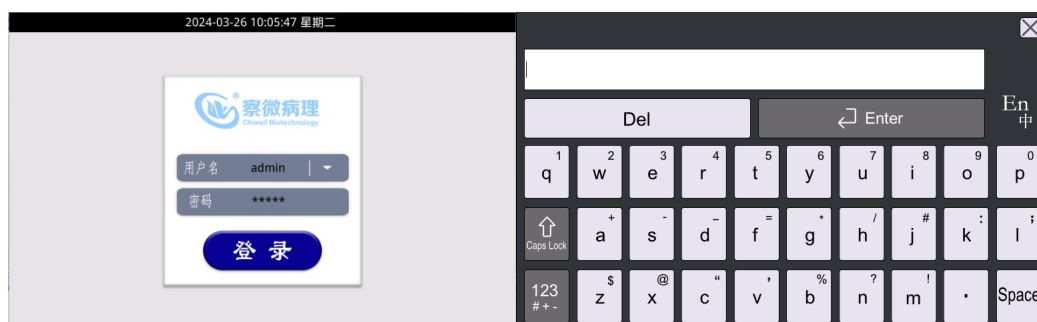 2024-03-26 10:05:47 星期二
察微病理
Chiwell Biotechnology
用户名 admin
密码 *****
登 录
Del
Enter
En
中
1 2 3 4 5 6 7 8 9 0
q w e r t y u i o p
+ - _ = * / # : ;
Caps Lock a s d f g h j k l
$ @ “ , % ? !
123 z x c v b n m . Space
# + -